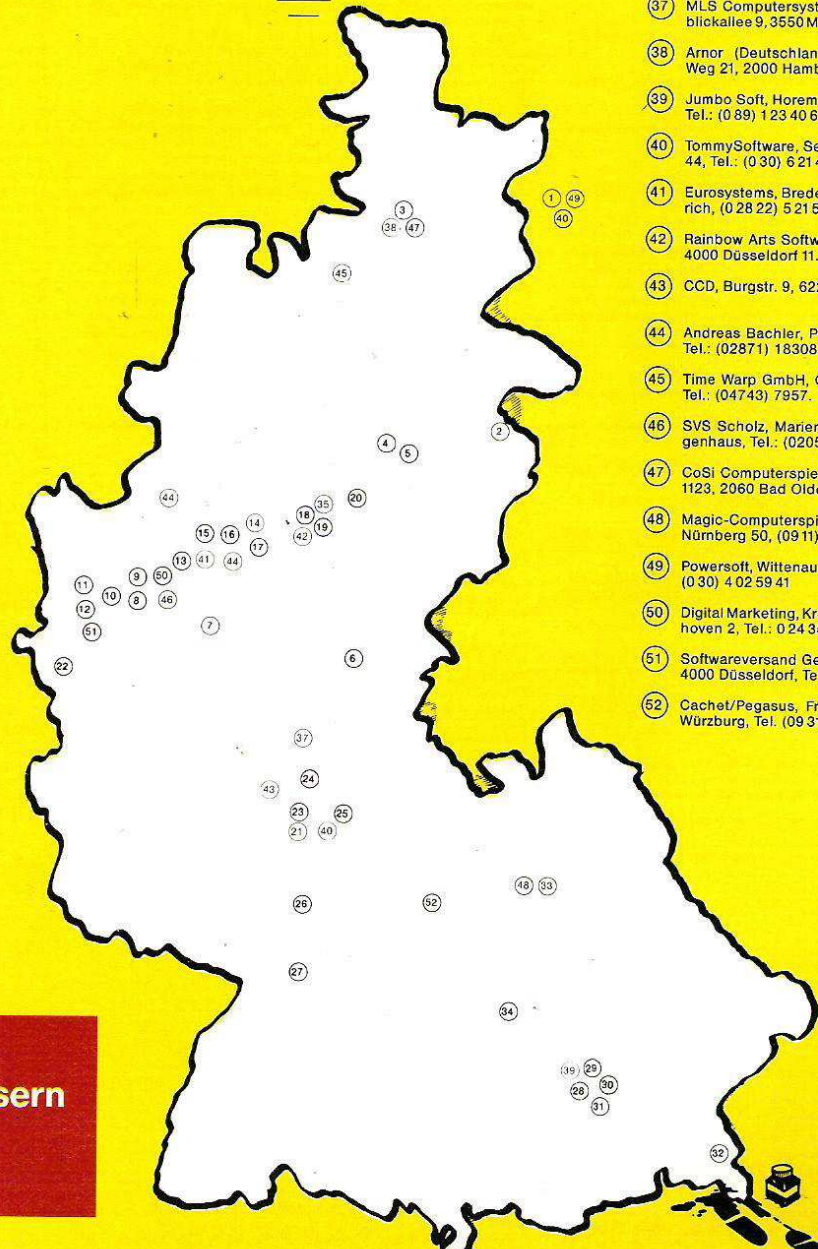 37 MLS Computersyst
blickallee 9, 3550 M
38 Arnor (Deutschlan
Weg 21, 2000 Hamb
39 Jumbo Soft, Horem
Tel.: (0 89) 1 23 40 6
40 TommySoftware, Se
44, Tel.: (0 30) 6 21 4
41 Eurosystems, Brede
rich, (0 28 22) 5 21 5
42 Rainbow Arts Softw
4000 Düsseldorf 11.
43 CCD, Burgstr. 9, 622
44 Andreas Bachler, P
Tel.: (02871) 18308
45 Time Warp GmbH, 
Tel.: (04743) 7957.
46 SVS Scholz, Marien
genhaus, Tel.: (0205
47 CoSi Computerspie
1123, 2060 Bad Olde
48 Magic-Computerspi
Nürnberg 50, (09 11)
49 Powersoft, Wittenau
(0 30) 4 02 59 41
50 Digital Marketing, Kr
hoven 2, Tel.: 0 24 3
51 Softwareversand Ge
4000 Düsseldorf, Te
52 Cachet/Pegasus, Fr
Würzburg, Tel. (09 31
1 49
40
3
38 - 47
45
2
4
5
44
20
35
18
19
42
14
15 16
17
13 41 44
9 50
11
10
8 46
12
51
7
22
6
37
24
43
23 25
21 40
48 33
26
52
27
34
39 29
28 30
31
32
sern